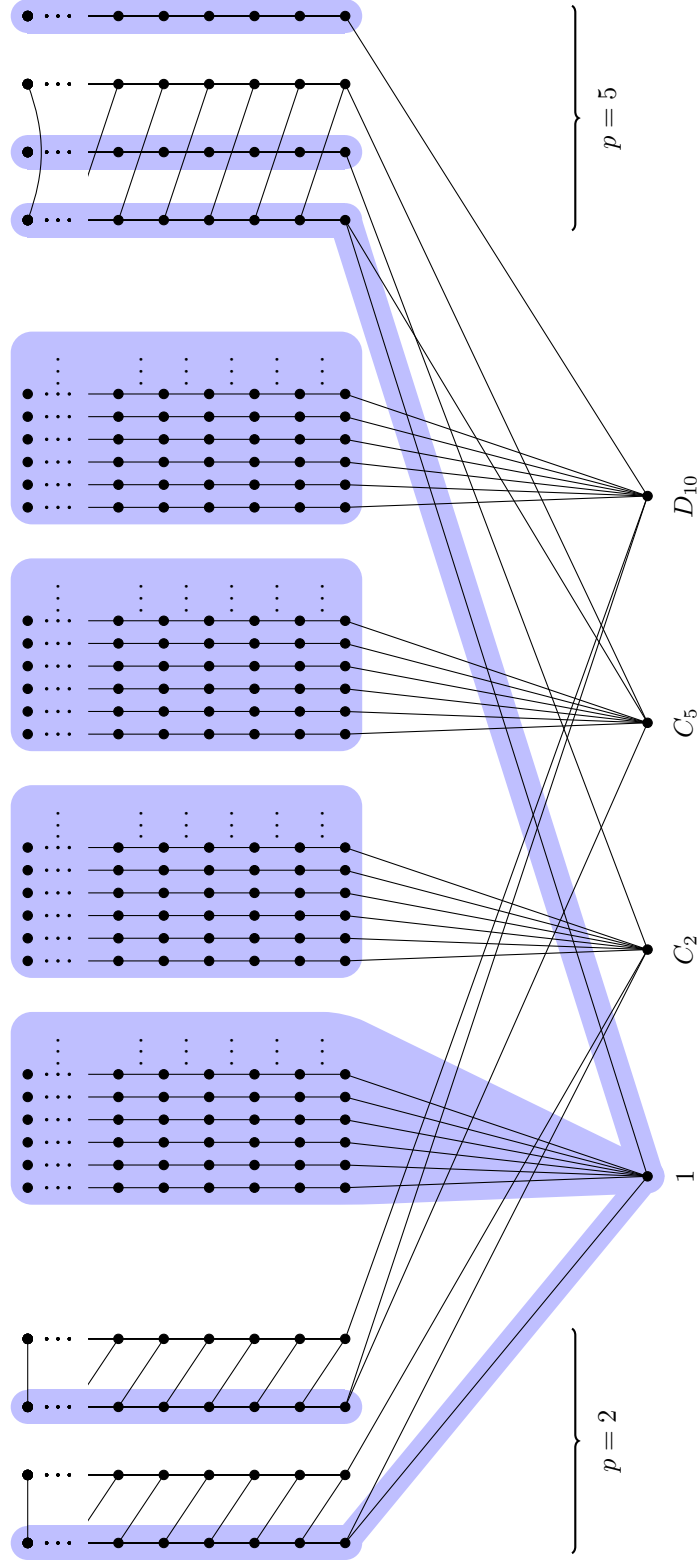 p = 2
1
C₂
C₅
D₁₀
p = 5